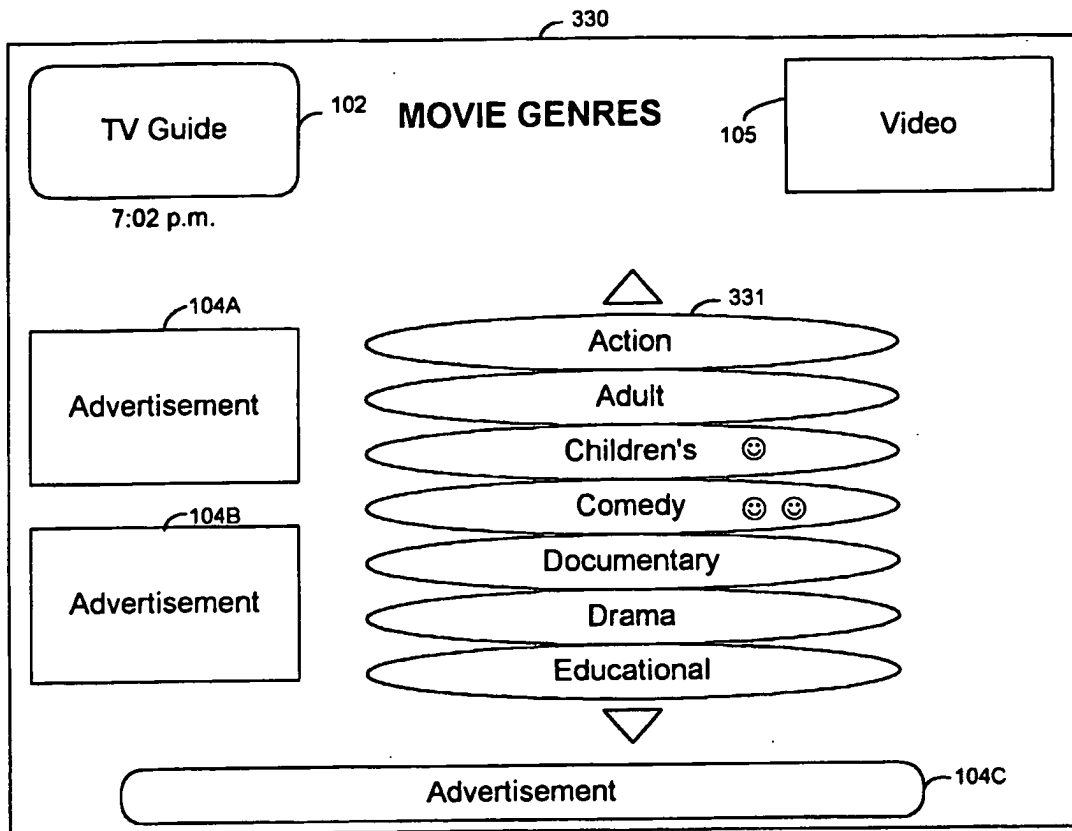 330
TV Guide
102
MOVIE GENRES
105
Video
7:02 p.m.
104A
Advertisement
104B
Advertisement
331
Action
Adult
Children's ☺
Comedy ☺ ☺
Documentary
Drama
Educational
Advertisement
104C